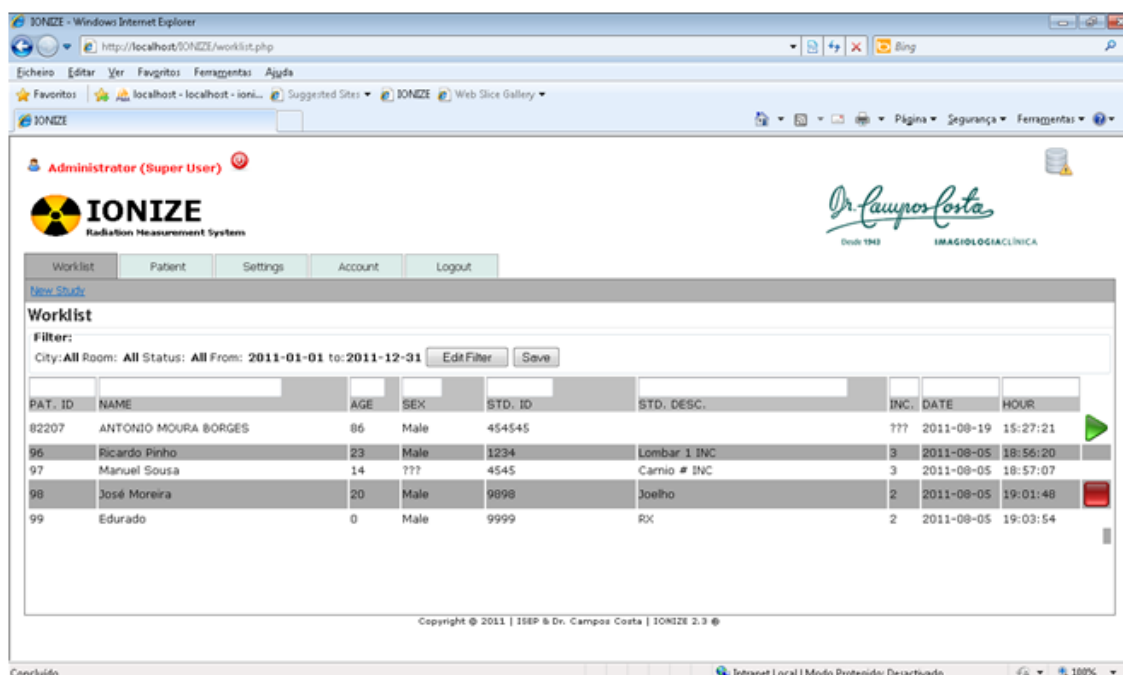 IONIZE - Windows Internet Explorer
http://localhost/IONIZE/worklist.php
Bing
Ficheiro Editar Ver Favoritos Ferramentas Ajuda
Favoritos localhost - localhost - ioni... Suggested Sites IONIZE Web Slice Gallery
IONIZE Página Segurança Ferramentas
Administrator (Super User)
IONIZE
Radiation Measurement System
Dr. Campos Costa
Desde 1943 IMAGIOLOGIACLÍNICA
Worklist Patient Settings Account Logout
New Study
Worklist
Filter:
City:All Room: All Status: All From: 2011-01-01 to:2011-12-31 Edit Filter Save
PAT. ID NAME AGE SEX STD. ID STD. DESC. INC. DATE HOUR
82207 ANTONIO MOURA BORGES 86 Male 454545 ??? 2011-08-19 15:27:21
96 Ricardo Pinho 23 Male 1234 Lombar 1 INC 3 2011-08-05 18:56:20
97 Manuel Sousa 14 ??? 4545 Carnio # INC 3 2011-08-05 18:57:07
98 José Moreira 20 Male 9898 Joelho 2 2011-08-05 19:01:48
99 Edurado 0 Male 9999 RX 2 2011-08-05 19:03:54
Copyright @ 2011 | ISEP & Dr. Campos Costa | IONIZE 2.3 @
Concluído Intranet Local | Modo Protegido: Desactivado 100%